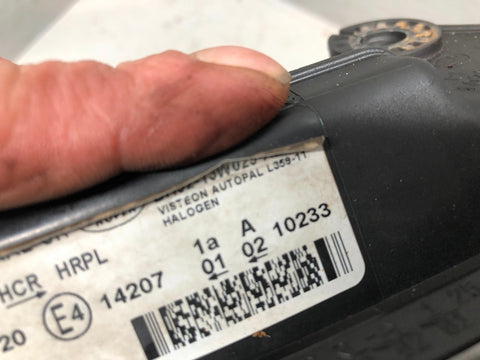 VISTEON AUTOPAL L359-11
HALOGEN
HCR HRPL 1a A
20 E4 14207 01 02 10233